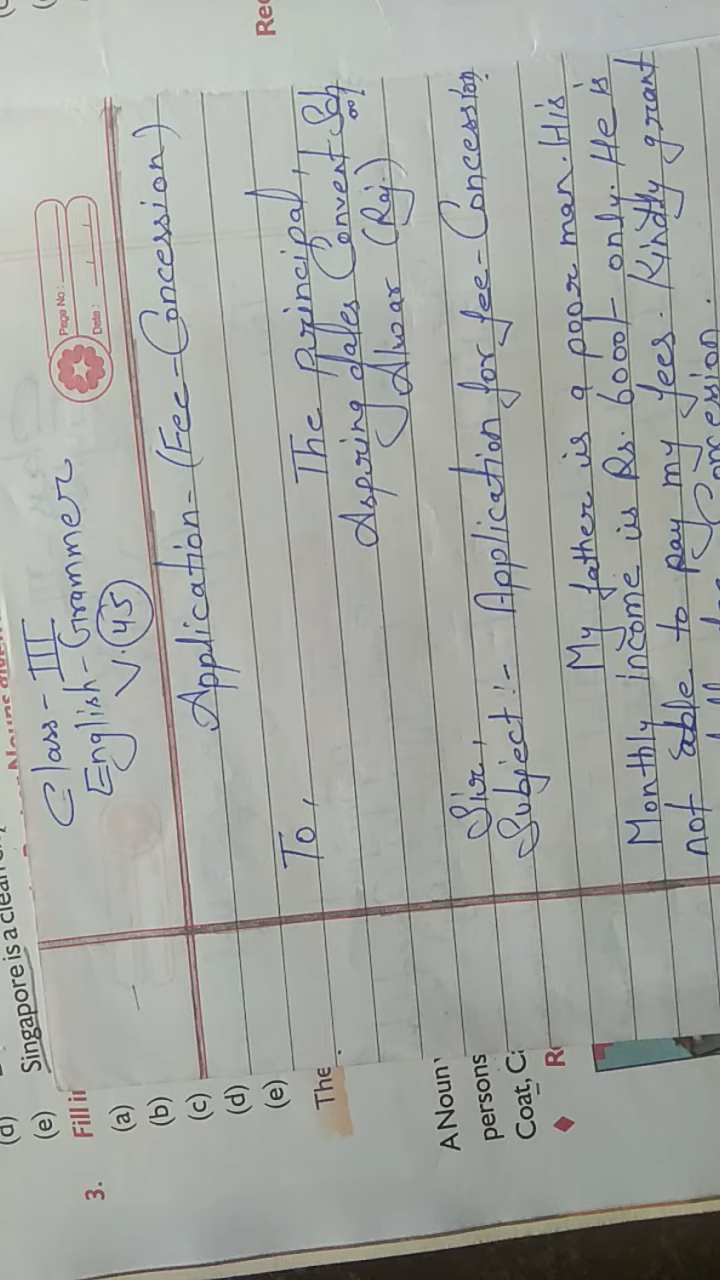 (d)
(e) Singapore is a clean
3. Fill i
(a)
(b)
(c)
(d)
(e)
The
A Noun
persons
Coat, C
Re
Class - III
English - Grammer
45
Page No :
Date :
Application - (Fee - Concession)
To,
The Principal,
Aspiring dales Convent School
Alwar (Raj.)
Sir,
Subject :- Application for fee - Concession
My father is a poor man. His
Monthly income is Rs. 6000/- only. He is
not able to pay my fees. Kindly grant